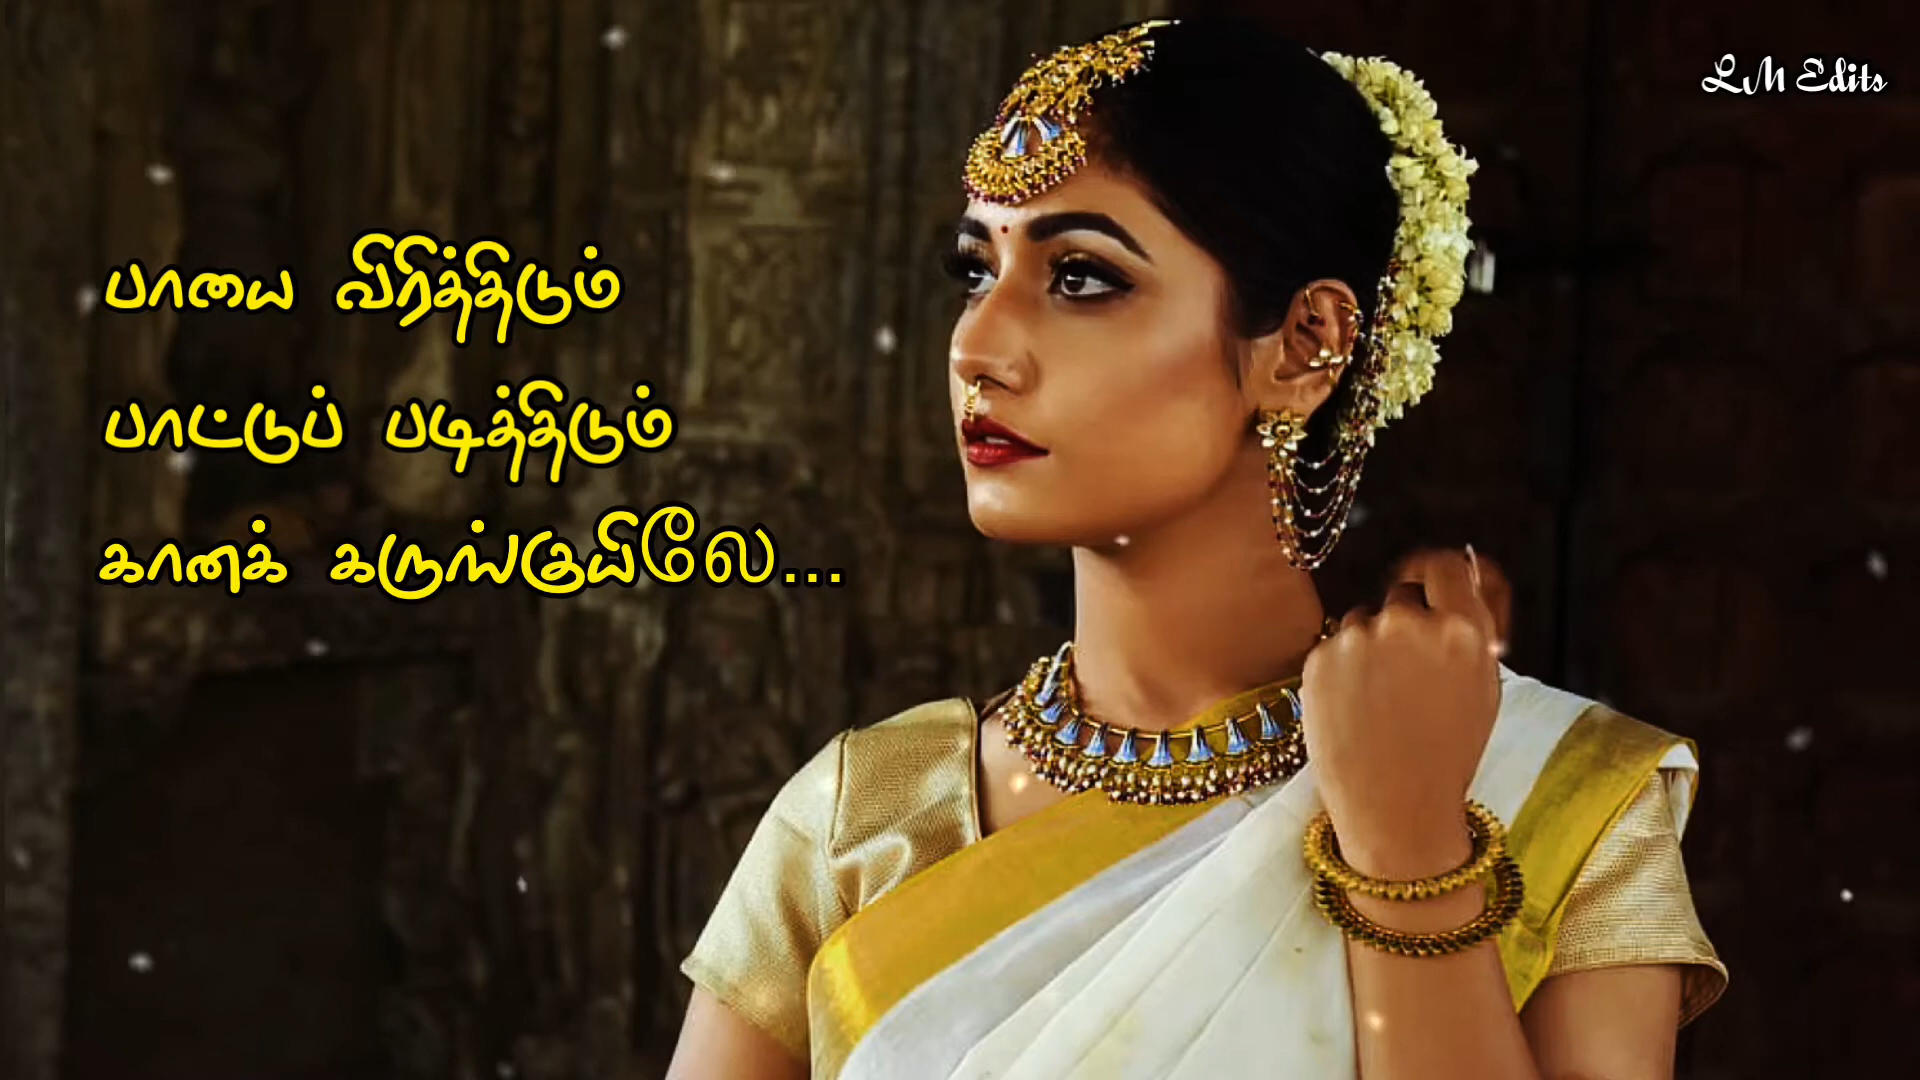 LM Edits
பாயை விரித்திடும்
பாட்டுப் படித்திடும்
கானக் கருங்குயிலே...